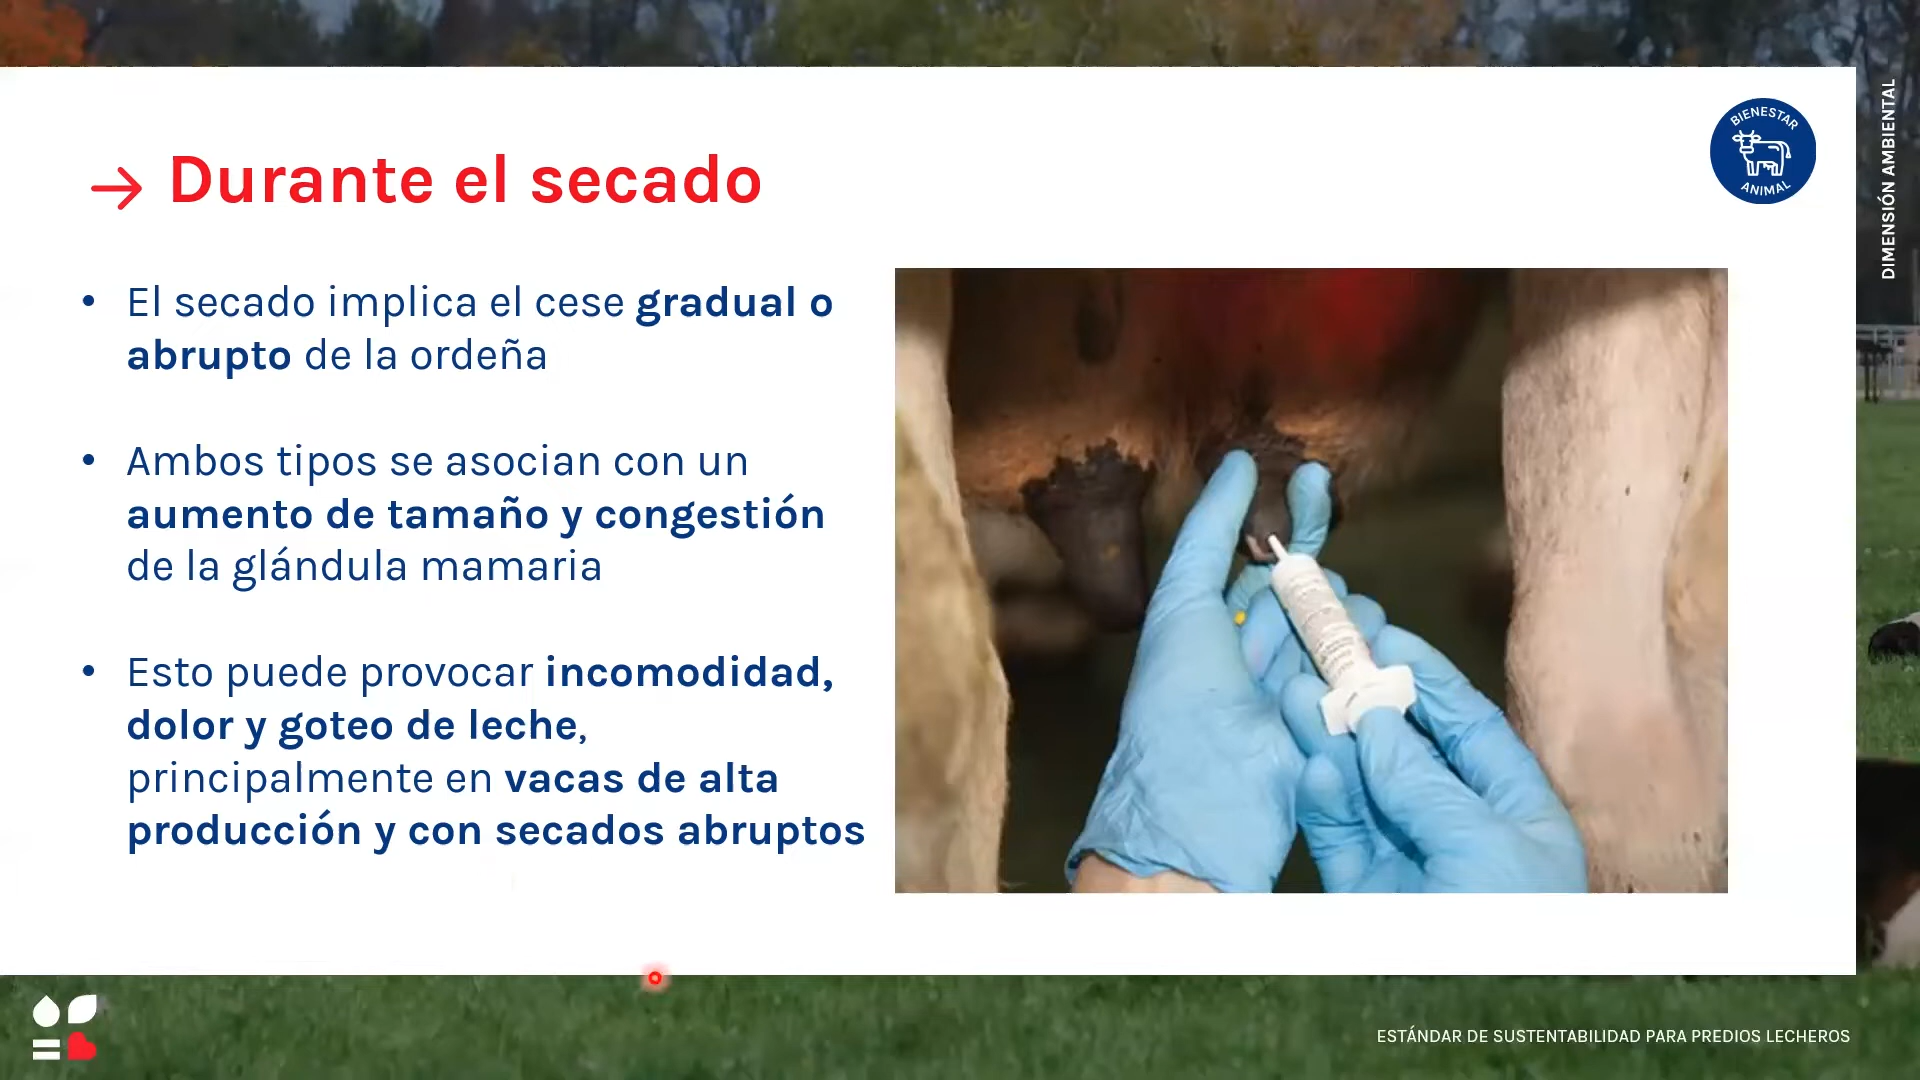 → Durante el secado
• El secado implica el cese gradual o
abrupto de la ordeña
• Ambos tipos se asocian con un
aumento de tamaño y congestión
de la glándula mamaria
• Esto puede provocar incomodidad,
dolor y goteo de leche,
principalmente en vacas de alta
producción y con secados abruptos
BIENESTAR
ANIMAL
DIMENSIÓN AMBIENTAL
ESTÁNDAR DE SUSTENTABILIDAD PARA PREDIOS LECHEROS